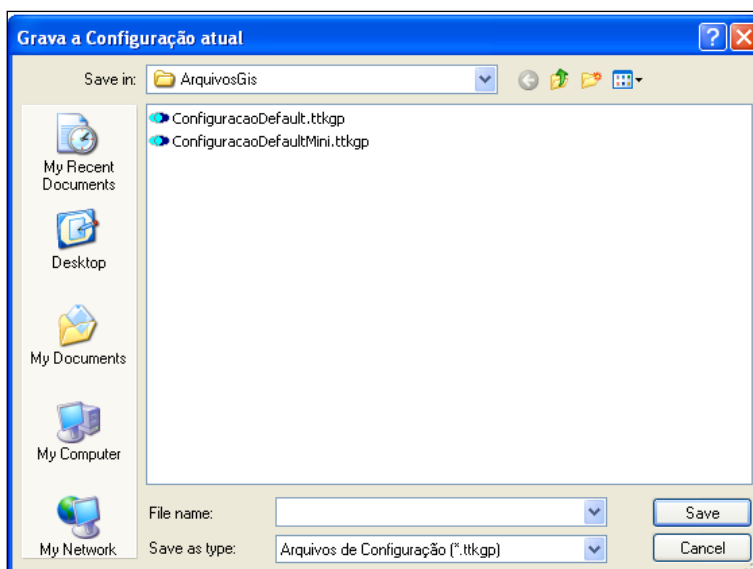 Grava a Configuração atual
Save in:
ArquivosGis
ConfiguracaoDefault.ttkgp
ConfiguracaoDefaultMini.ttkgp
My Recent
Documents
Desktop
My Documents
My Computer
My Network
File name:
Save
Save as type:
Arquivos de Configuração (*.ttkgp)
Cancel